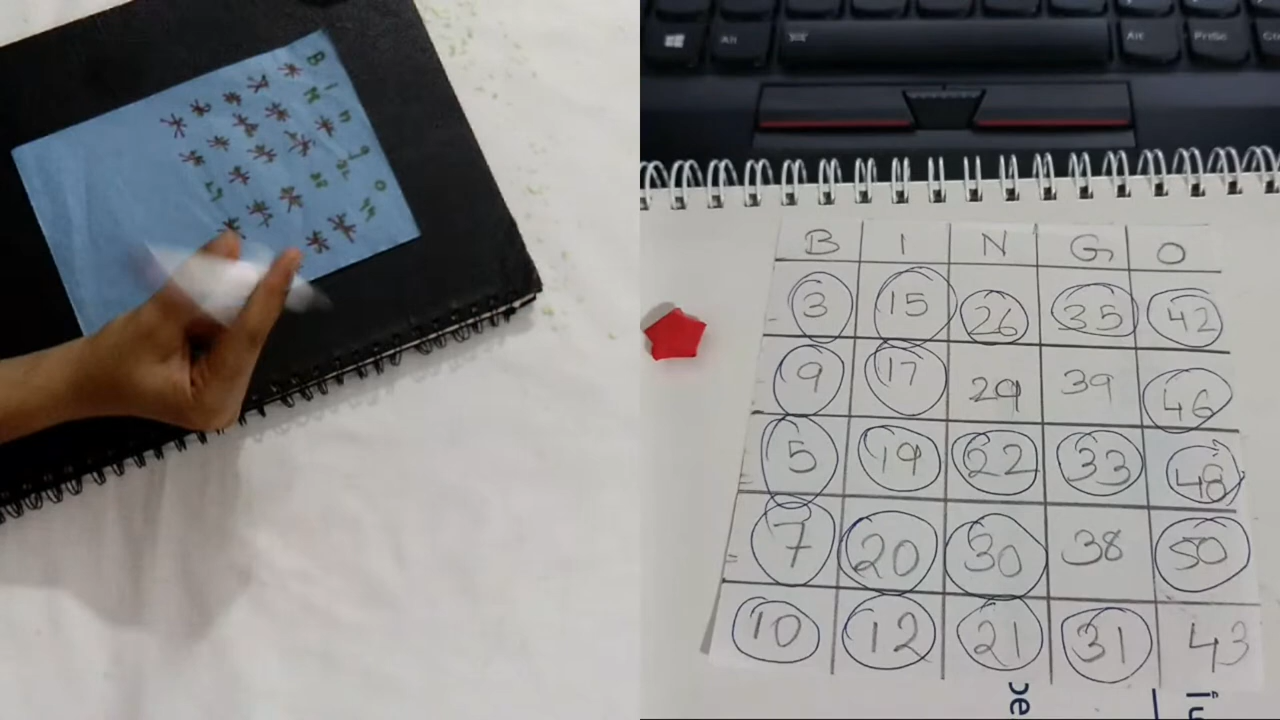 B i n g o
Alt
Alt
PrtSc
Ctr
B I N G O
3 15 26 35 42
9 17 29 39 46
5 19 22 33 48
7 20 30 38 50
10 12 21 31 43